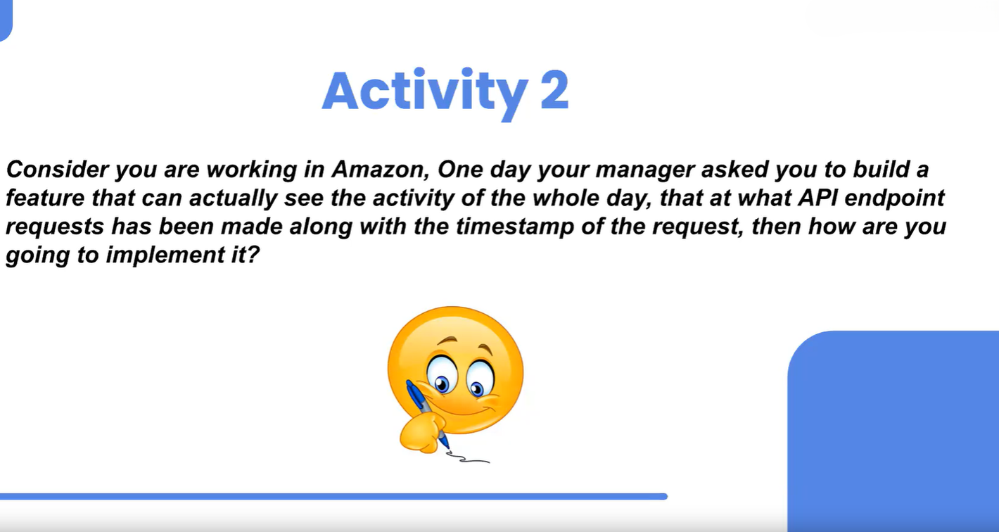 Activity 2
Consider you are working in Amazon, One day your manager asked you to build a
feature that can actually see the activity of the whole day, that at what API endpoint
requests has been made along with the timestamp of the request, then how are you
going to implement it?